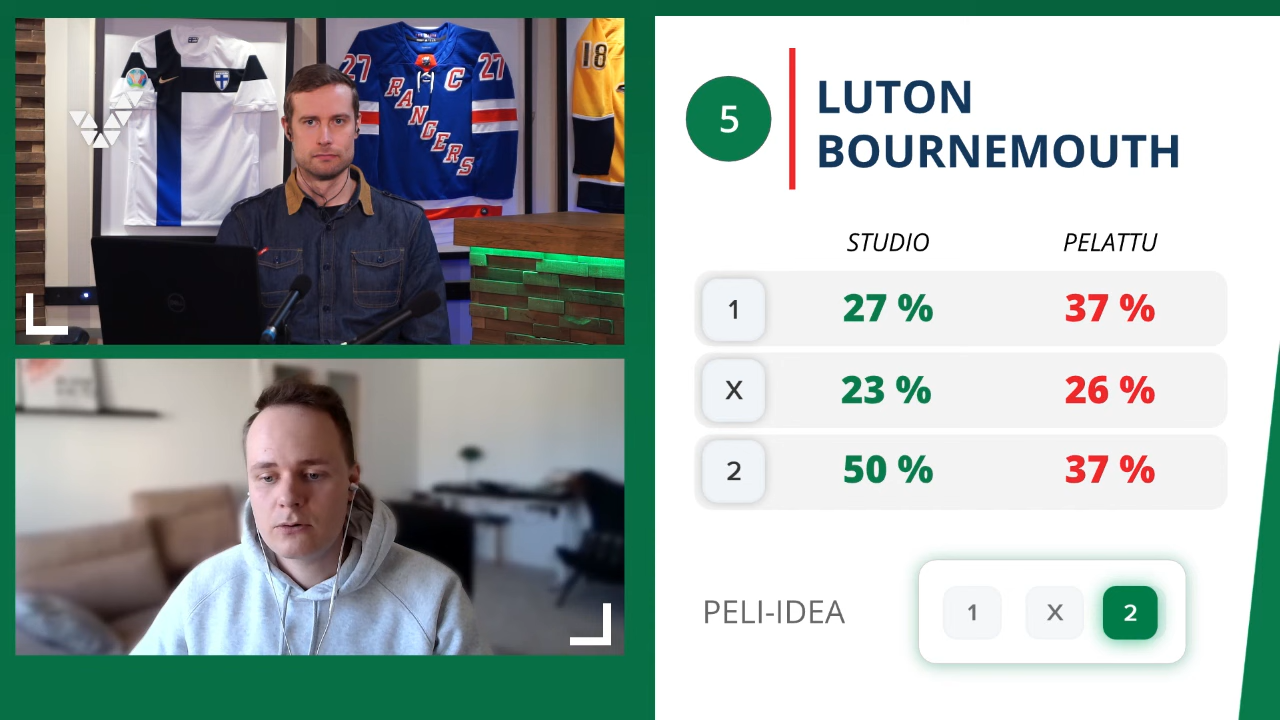 27
C
27
RANGERS
18
DELL
5
LUTON
BOURNEMOUTH
STUDIO
PELATTU
1
27 %
37 %
X
23 %
26 %
2
50 %
37 %
PELI-IDEA
1
X
2